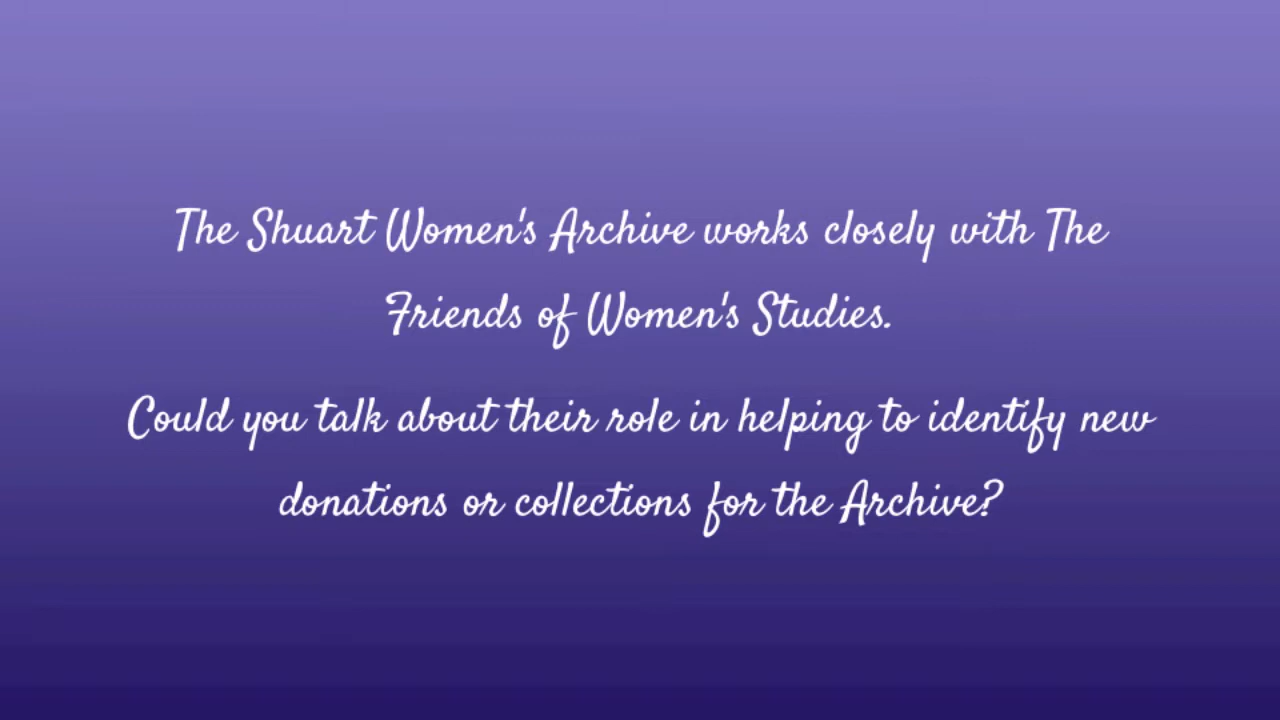 The Shuart Women's Archive works closely with The
Friends of Women's Studies.
Could you talk about their role in helping to identify new
donations or collections for the Archive?